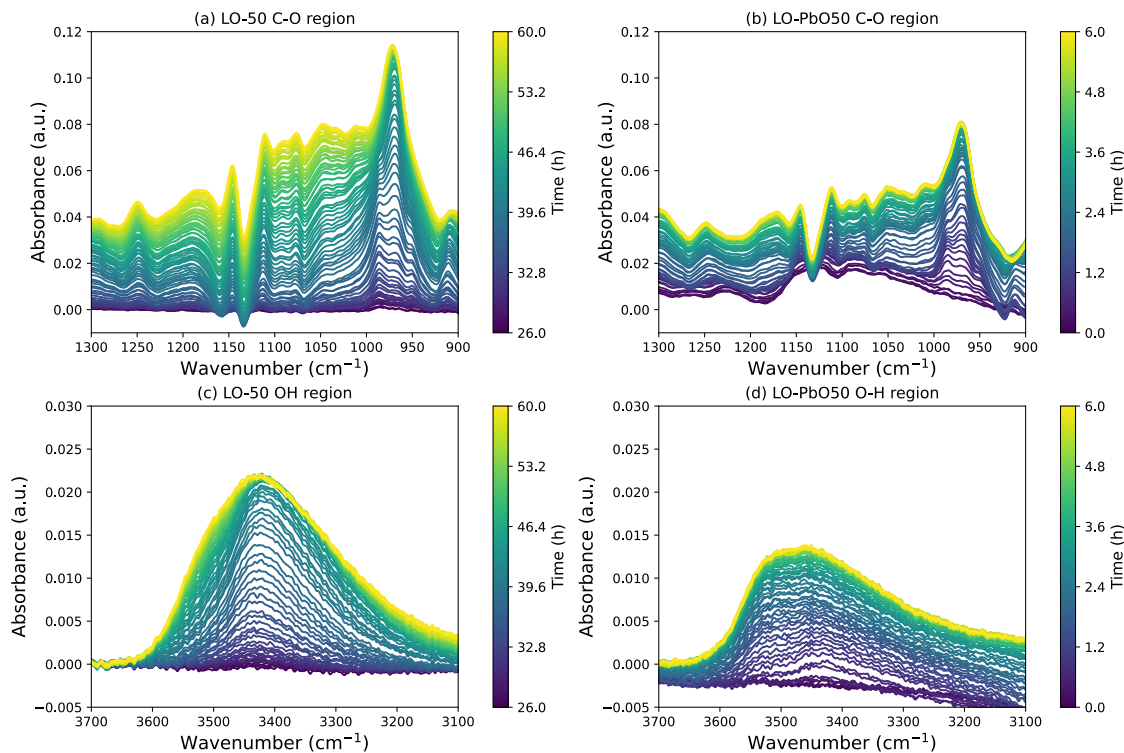 (a) LO-50 C-O region
(b) LO-PbO50 C-O
0.12
0.10
0.08
0.06
0.04
0.02
0.00
Absorbance (a.u.)
1300 1250 1200 1150 1100 1050 1000 950 900
Wavenumber (cm⁻¹)
60.0
53.2
46.4
39.6
32.8
26.0
Time (h)
0.12
0.10
0.08
0.06
0.04
0.02
0.00
Absorbance (a.u.)
1300 1250 1200 1150 1100 1050 1000 950 900
Wavenumber (cm⁻¹)
6.0
4.8
3.6
2.4
1.2
0.0
Time (h)
(c) LO-50 OH region
(d) LO-PbO50 O-H region
0.030
0.025
0.020
0.015
0.010
0.005
0.000
−0.005
Absorbance (a.u.)
3700 3600 3500 3400 3300 3200 3100
Wavenumber (cm⁻¹)
60.0
53.2
46.4
39.6
32.8
26.0
Time (h)
0.030
0.025
0.020
0.015
0.010
0.005
0.000
−0.005
Absorbance (a.u.)
3700 3600 3500 3400 3300 3200 3100
Wavenumber (cm⁻¹)
6.0
4.8
3.6
2.4
1.2
0.0
Time (h)